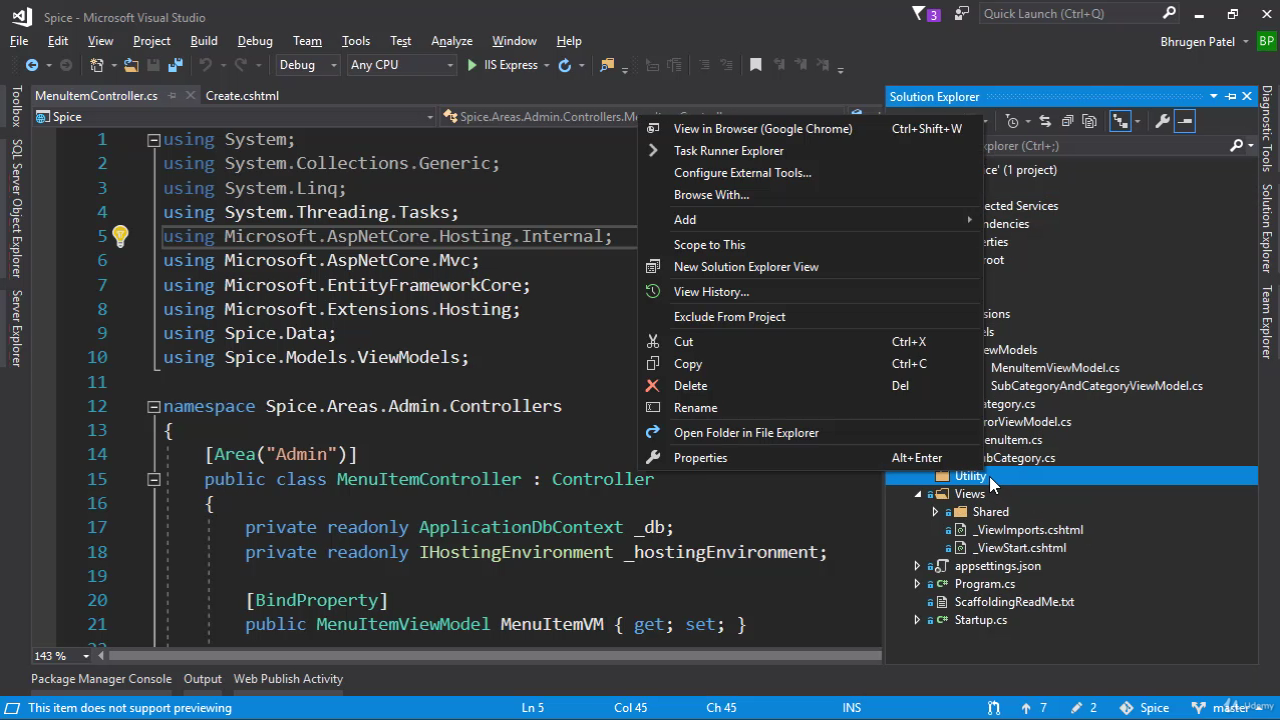 Spice - Microsoft Visual Studio
3
Quick Launch (Ctrl+Q)
File Edit View Project Build Debug Team Tools Test Analyze Window Help
Bhrugen Patel BP
Debug Any CPU IIS Express
MenuItemController.cs Create.cshtml
Solution Explorer
Spice
Spice.Areas.Admin.Controllers.M
xplorer (Ctrl+;)
1 using System;
2 using System.Collections.Generic;
3 using System.Linq;
4 using System.Threading.Tasks;
5 using Microsoft.AspNetCore.Hosting.Internal;
6 using Microsoft.AspNetCore.Mvc;
7 using Microsoft.EntityFrameworkCore;
8 using Microsoft.Extensions.Hosting;
9 using Spice.Data;
10 using Spice.Models.ViewModels;
11
12 namespace Spice.Areas.Admin.Controllers
13 {
14 [Area("Admin")]
15 public class MenuItemController : Controller
16 {
17 private readonly ApplicationDbContext _db;
18 private readonly IHostingEnvironment _hostingEnvironment;
19
20 [BindProperty]
21 public MenuItemViewModel MenuItemVM { get; set; }
View in Browser (Google Chrome) Ctrl+Shift+W
Task Runner Explorer
Configure External Tools...
Browse With...
Add
Scope to This
New Solution Explorer View
View History...
Exclude From Project
Cut Ctrl+X
Copy Ctrl+C
Delete Del
Rename
Open Folder in File Explorer
Properties Alt+Enter
ice' (1 project)
nected Services
endencies
erties
root
sions
els
ewModels
MenuItemViewModel.cs
SubCategoryAndCategoryViewModel.cs
ategory.cs
rorViewModel.cs
enuItem.cs
ubCategory.cs
Utility
Views
Shared
_ViewImports.cshtml
_ViewStart.cshtml
appsettings.json
Program.cs
ScaffoldingReadMe.txt
Startup.cs
Toolbox
SQL Server Object Explorer
Server Explorer
Diagnostic Tools
Solution Explorer
Team Explorer
143 %
Package Manager Console Output Web Publish Activity
This item does not support previewing Ln 5 Col 45 Ch 45 INS 7 2 Spice master
Udemy